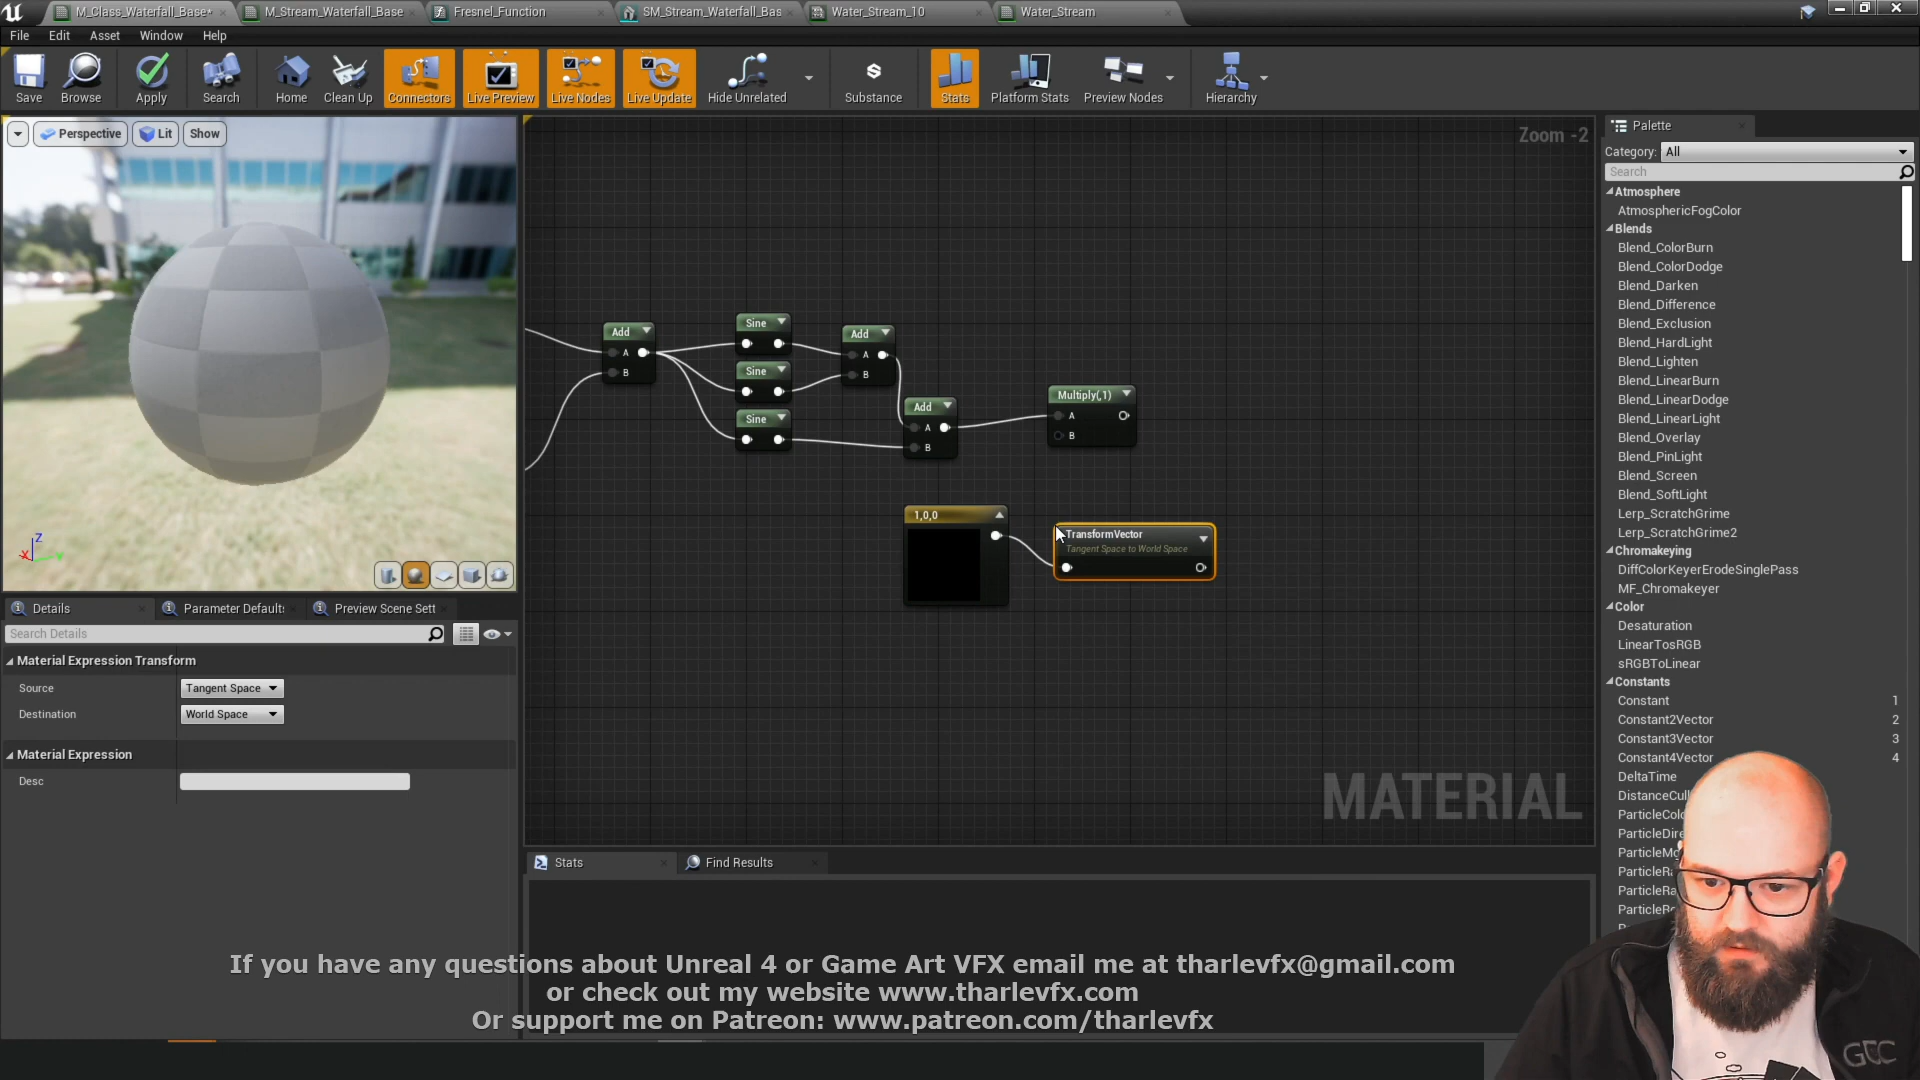 M_Class_Waterfall_Base*
M_Stream_Waterfall_Base
Fresnel_Function
SM_Stream_Waterfall_Bas
Water_Stream_10
Water_Stream
File
Edit
Asset
Window
Help
Save
Browse
Apply
Search
Home
Clean Up
Connectors
Live Preview
Live Nodes
Live Update
Hide Unrelated
Substance
Stats
Platform Stats
Preview Nodes
Hierarchy
Perspective
Lit
Show
Z
X
Y
Zoom -2
Add
A
B
Sine
Sine
Sine
Add
A
B
Add
A
B
Multiply(,1)
A
B
1,0,0
TransformVector
Tangent Space to World Space
MATERIAL
Details
Parameter Defaults
Preview Scene Sett
Search Details
Material Expression Transform
Source
Tangent Space
Destination
World Space
Material Expression
Desc
Stats
Find Results
Palette
Category:
All
Search
Atmosphere
AtmosphericFogColor
Blends
Blend_ColorBurn
Blend_ColorDodge
Blend_Darken
Blend_Difference
Blend_Exclusion
Blend_HardLight
Blend_Lighten
Blend_LinearBurn
Blend_LinearDodge
Blend_LinearLight
Blend_Overlay
Blend_PinLight
Blend_Screen
Blend_SoftLight
Lerp_ScratchGrime
Lerp_ScratchGrime2
Chromakeying
DiffColorKeyerErodeSinglePass
MF_Chromakeyer
Color
Desaturation
LinearTosRGB
sRGBToLinear
Constants
Constant 1
Constant2Vector 2
Constant3Vector 3
Constant4Vector 4
DeltaTime
DistanceCull
ParticleColo
ParticleDire
ParticleMo
ParticleRa
ParticleRa
ParticleRe
If you have any questions about Unreal 4 or Game Art VFX email me at tharlevfx@gmail.com
or check out my website www.tharlevfx.com
Or support me on Patreon: www.patreon.com/tharlevfx